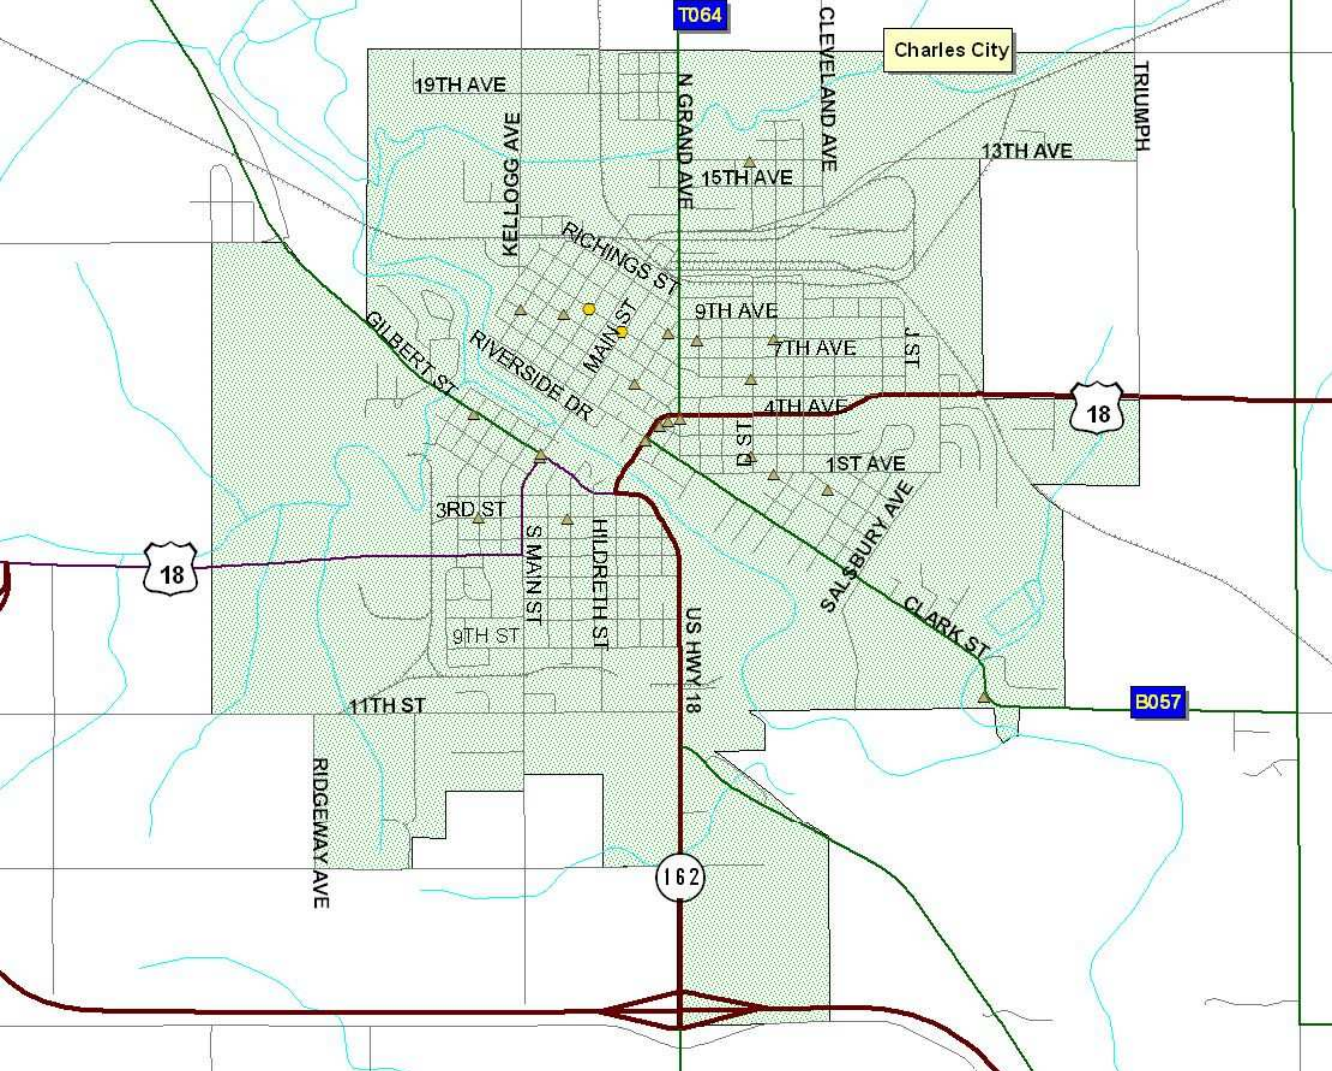 T064
CLEVELAND AVE
Charles City
19TH AVE
N GRAND AVE
TRIUMPH
KELLOGG AVE
13TH AVE
15TH AVE
RICHINGS ST
9TH AVE
MAIN ST
GILBERT ST
RIVERSIDE DR
7TH AVE
J ST
4TH AVE
18
D ST
1ST AVE
3RD ST
S MAIN ST
HILDRETH ST
SALSBURY AVE
18
CLARK ST
9TH ST
US HWY 18
11TH ST
B057
RIDGEWAY AVE
162